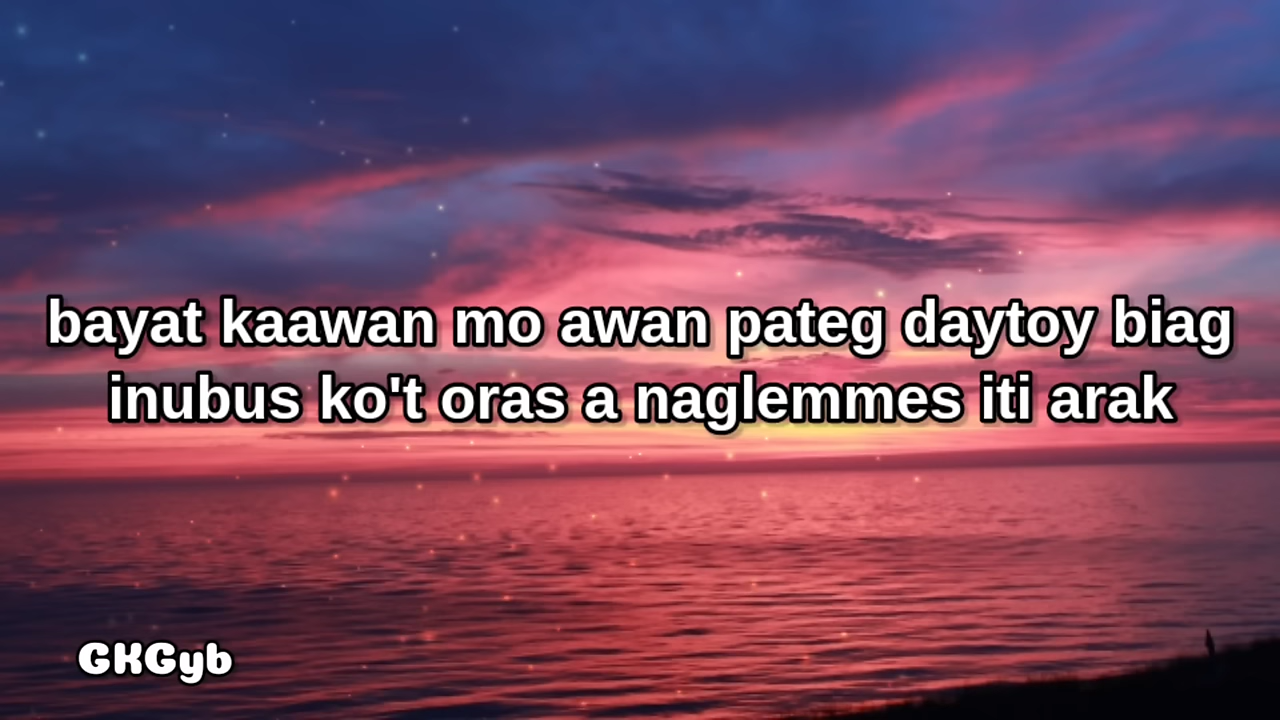 bayat kaawan mo awan pateg daytoy biag
inubus ko't oras a naglemmes iti arak
GKGyb